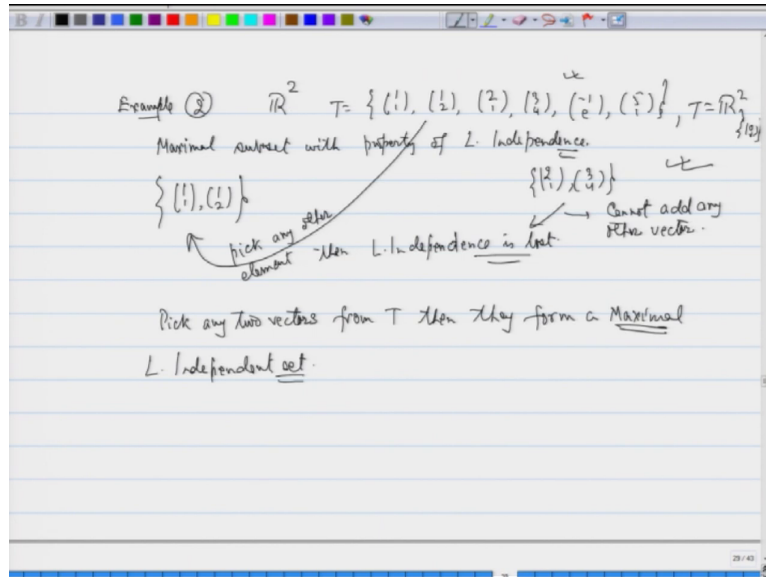 B I
Example ② ℝ² T = { (1 1), (1 2), (2 1), (3 4), (-1 e), (5 1) }, T = ℝ²
Maximal subset with property of L. Independence.
{ (1 1), (1 2) }
{ (2 1), (3 4) }
→ Cannot add any other vector.
pick any other element then L. Independence is lost.
Pick any two vectors from T then they form a Maximal
L. Independent set.
29 / 43